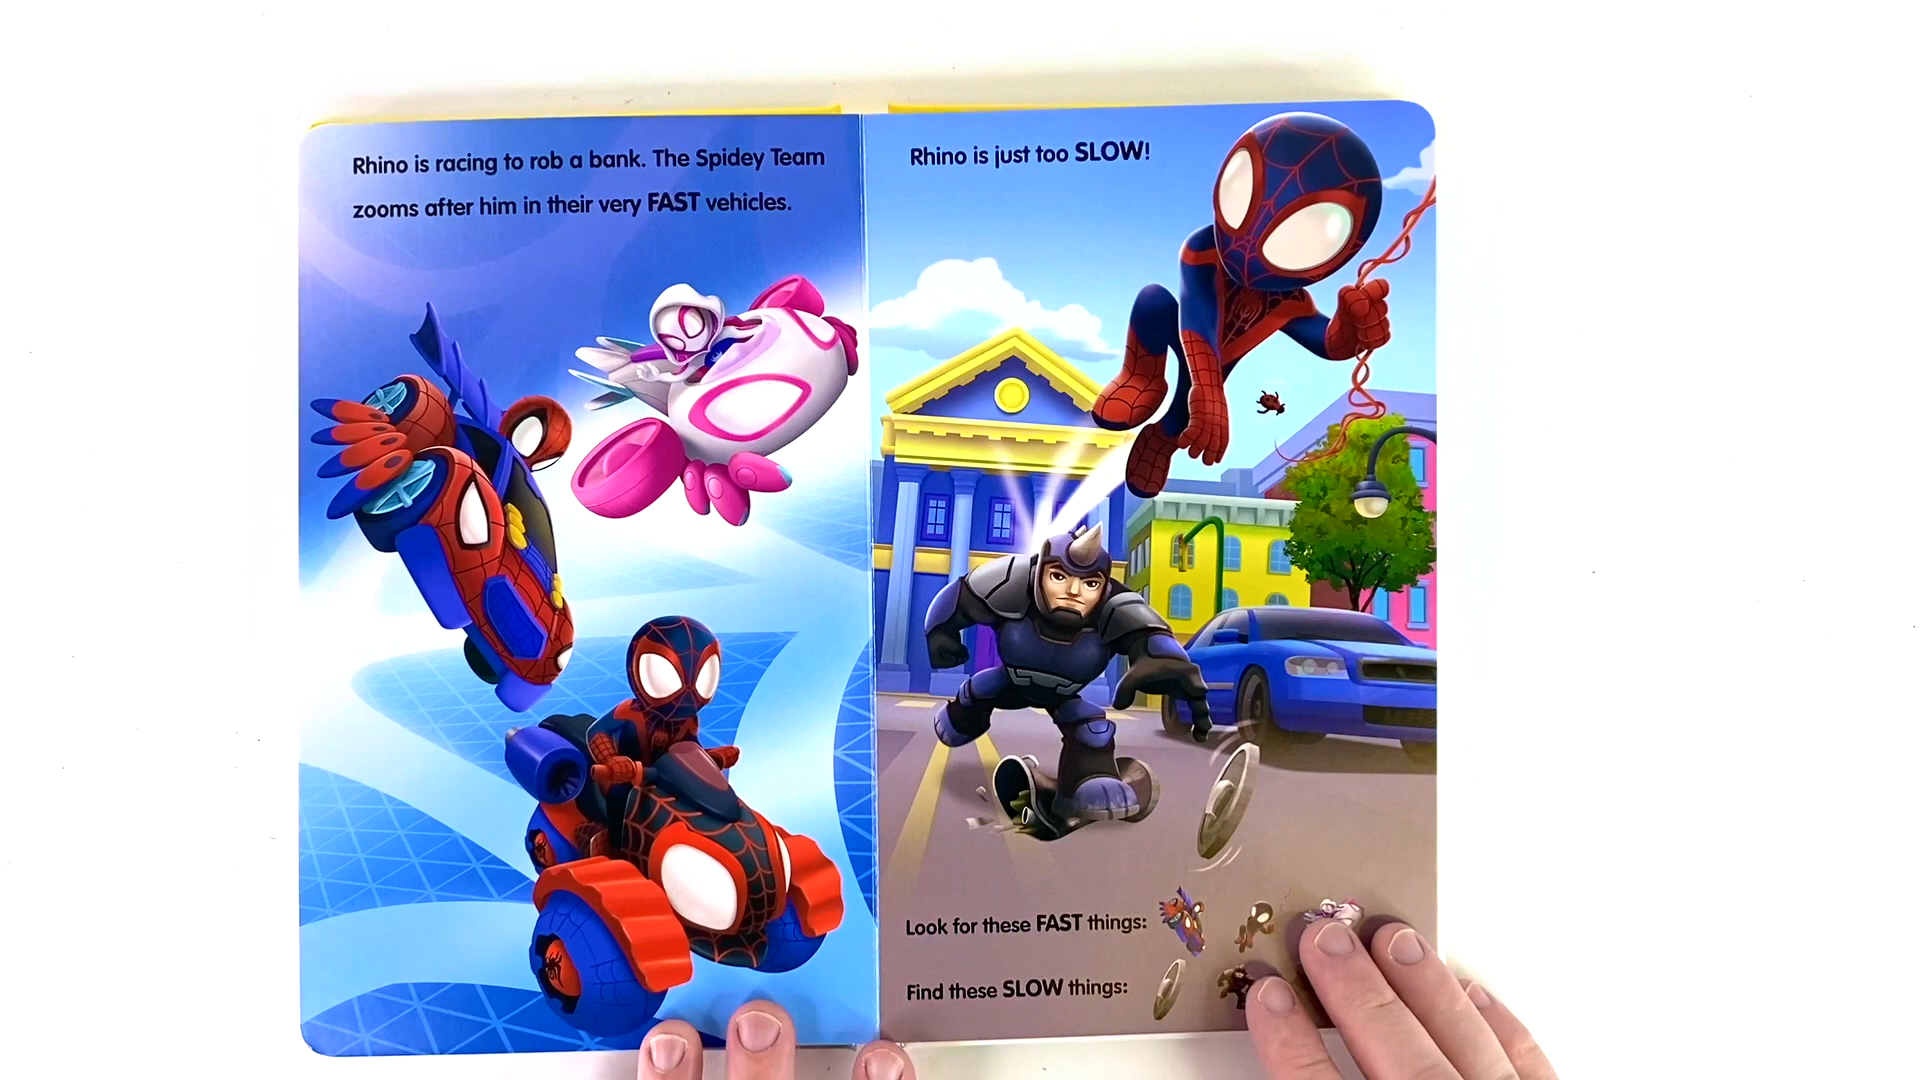 Rhino is racing to rob a bank. The Spidey Team
zooms after him in their very FAST vehicles.
Rhino is just too SLOW!
Look for these FAST things:
Find these SLOW things: